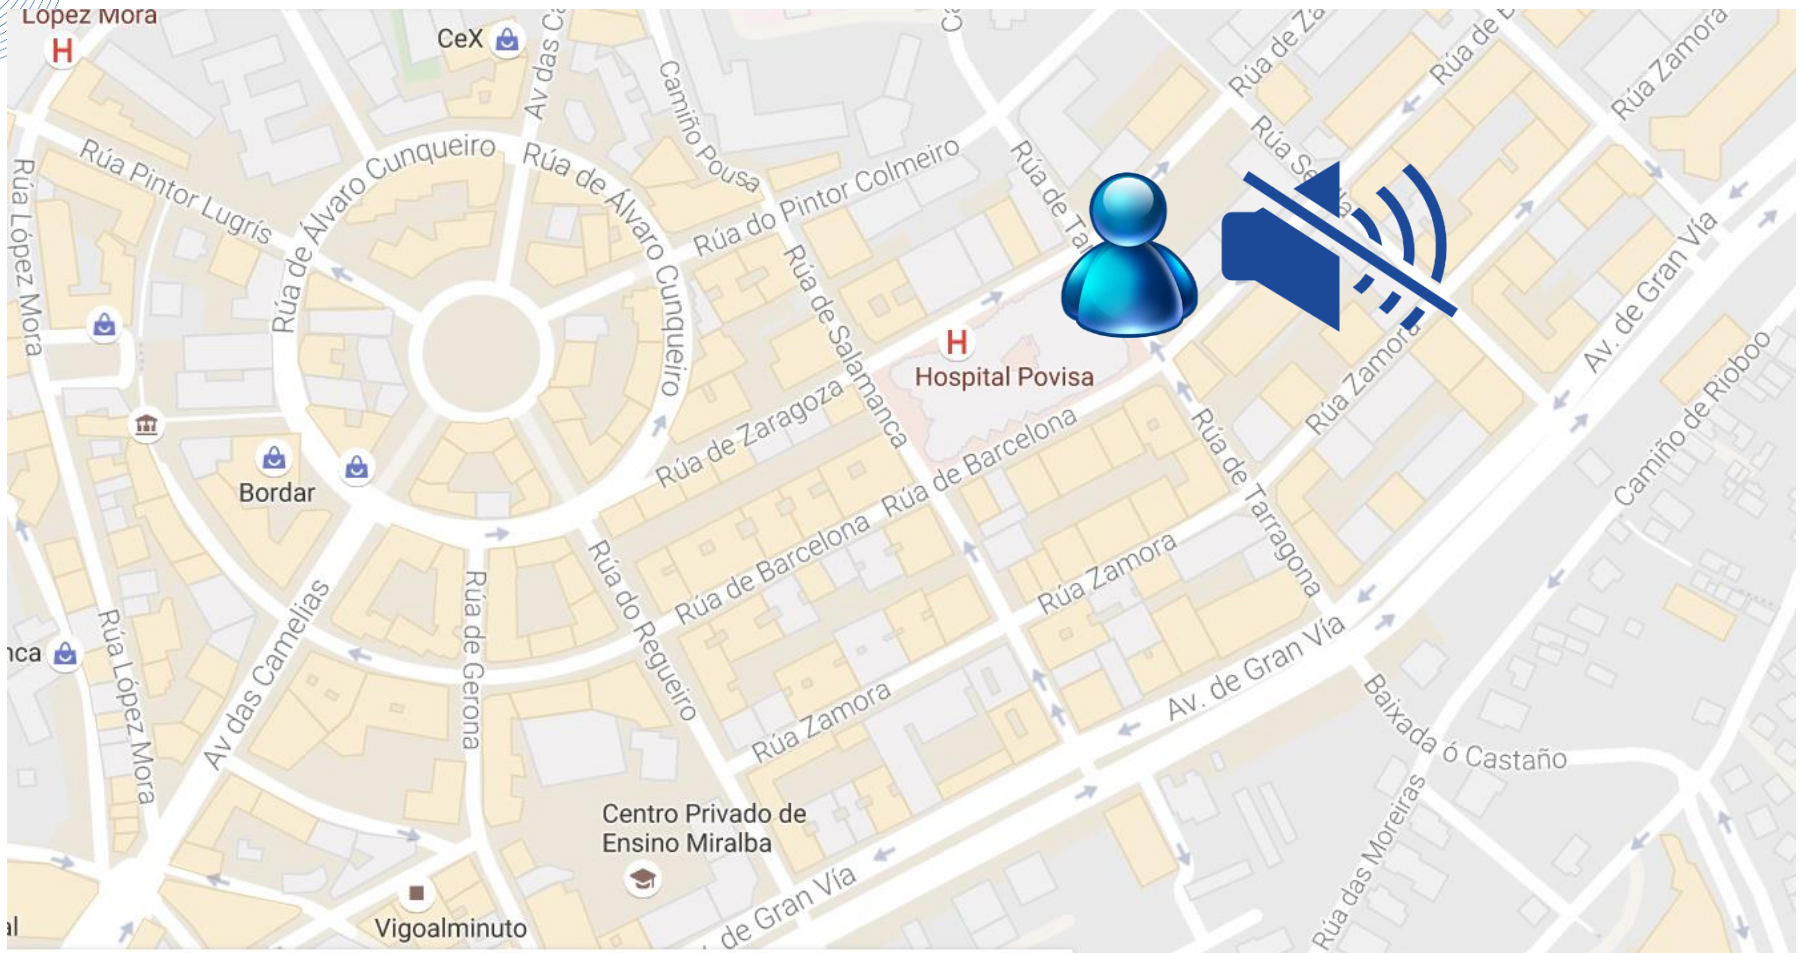 López Mora
H
CeX
Av das Ca
Camiño Pousa
Rúa de Za
Rúa de B
Rúa Zamora
Rúa López Mora
Rúa Pintor Lugrís
Rúa de Álvaro Cunqueiro
Rúa de Álvaro Cunqueiro
Rúa do Pintor Colmeiro
Rúa de Ta
Rúa de Salamanca
H
Hospital Povisa
Rúa de Zaragoza
Rúa de Barcelona
Rúa de Barcelona
Rúa Zamora
Av. de Gran Vía
Camiño de Rioboo
Bordar
Rúa de Tarragona
Rúa Zamora
Rúa do Regueiro
Rúa de Gerona
Av das Camelias
Rúa López Mora
nca
Rúa Zamora
Av. de Gran Vía
Baixada ó Castaño
Rúa das Moreiras
Centro Privado de
Ensino Miralba
de Gran Vía
Vigoalminuto
al